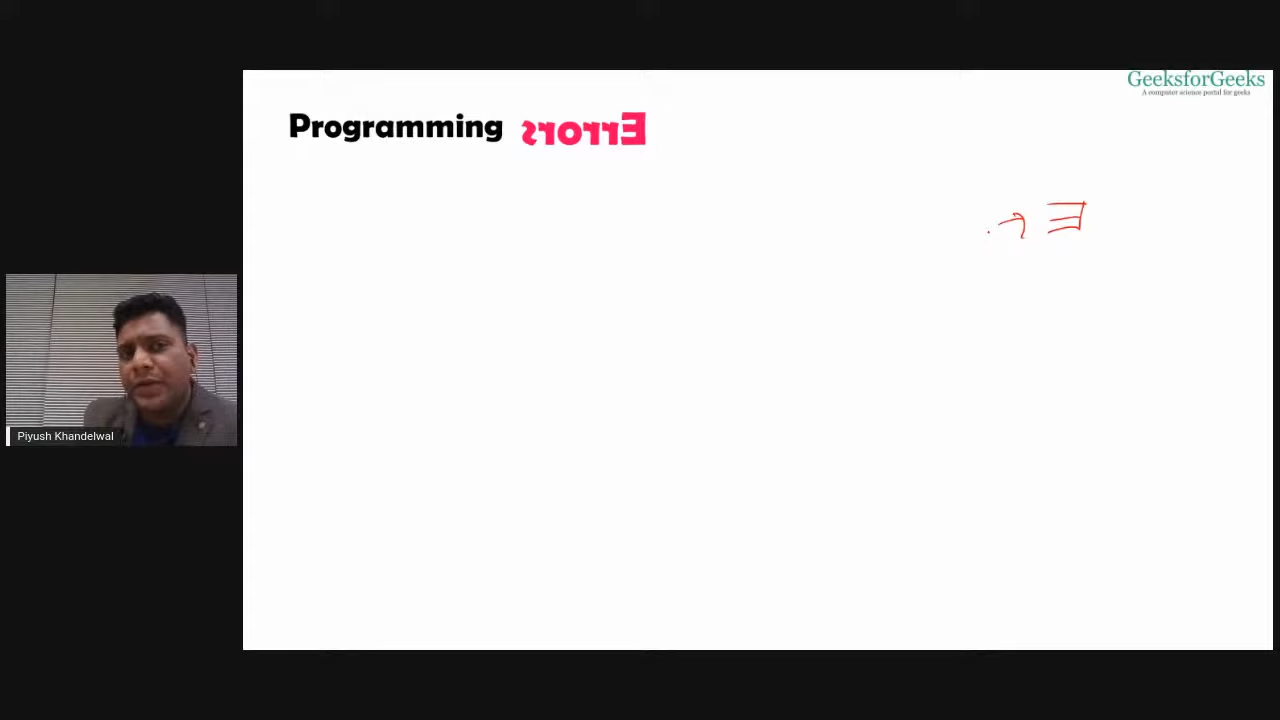 GeeksforGeeks
A computer science portal for geeks
Programming Errors
Piyush Khandelwal